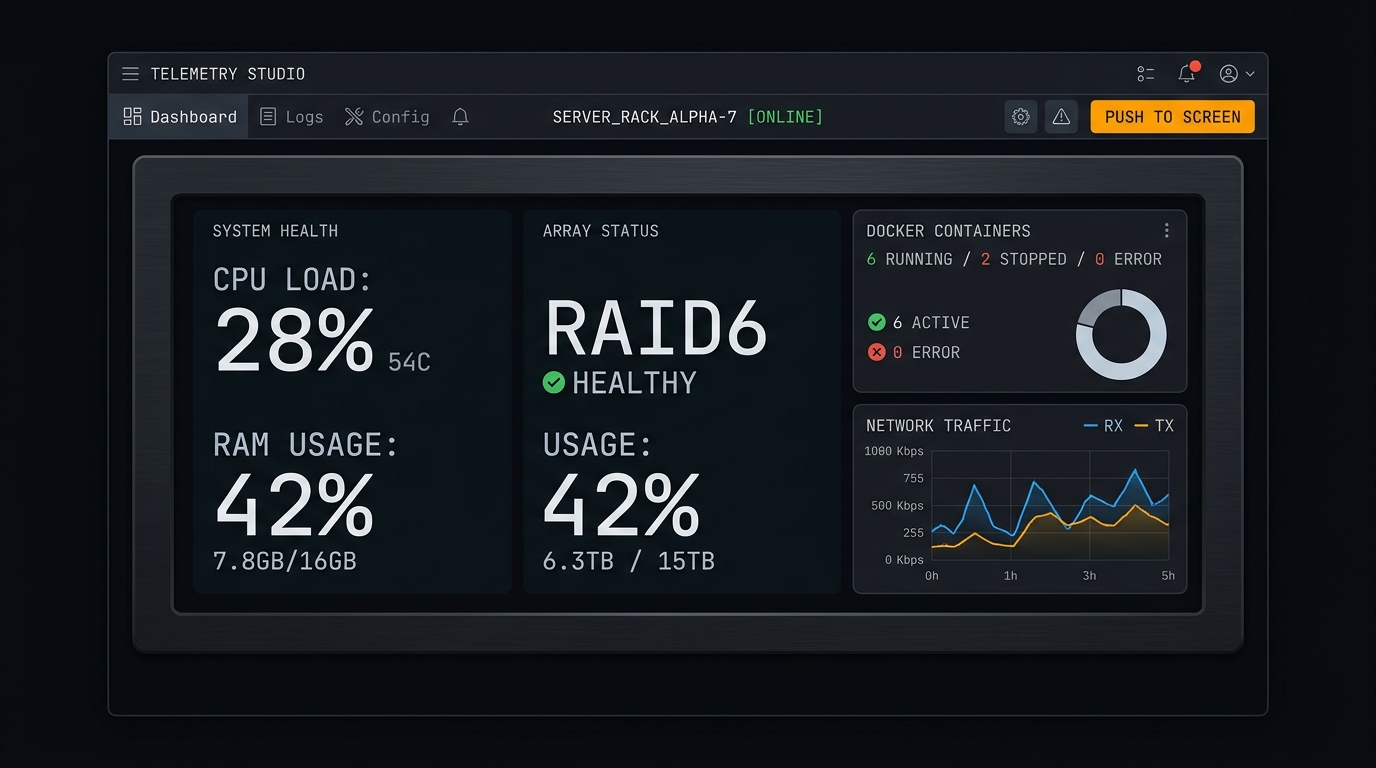 TELEMETRY STUDIO
Dashboard
Logs
Config
SERVER_RACK_ALPHA-7 [ONLINE]
PUSH TO SCREEN
SYSTEM HEALTH
CPU LOAD:
28% 54C
RAM USAGE:
42%
7.8GB/16GB
ARRAY STATUS
RAID6
HEALTHY
USAGE:
42%
6.3TB / 15TB
DOCKER CONTAINERS
6 RUNNING / 2 STOPPED / 0 ERROR
6 ACTIVE
0 ERROR
NETWORK TRAFFIC
RX TX
1080 Kbps
755
500 Kbps
255
0 Kbps
0h 1h 3h 5h